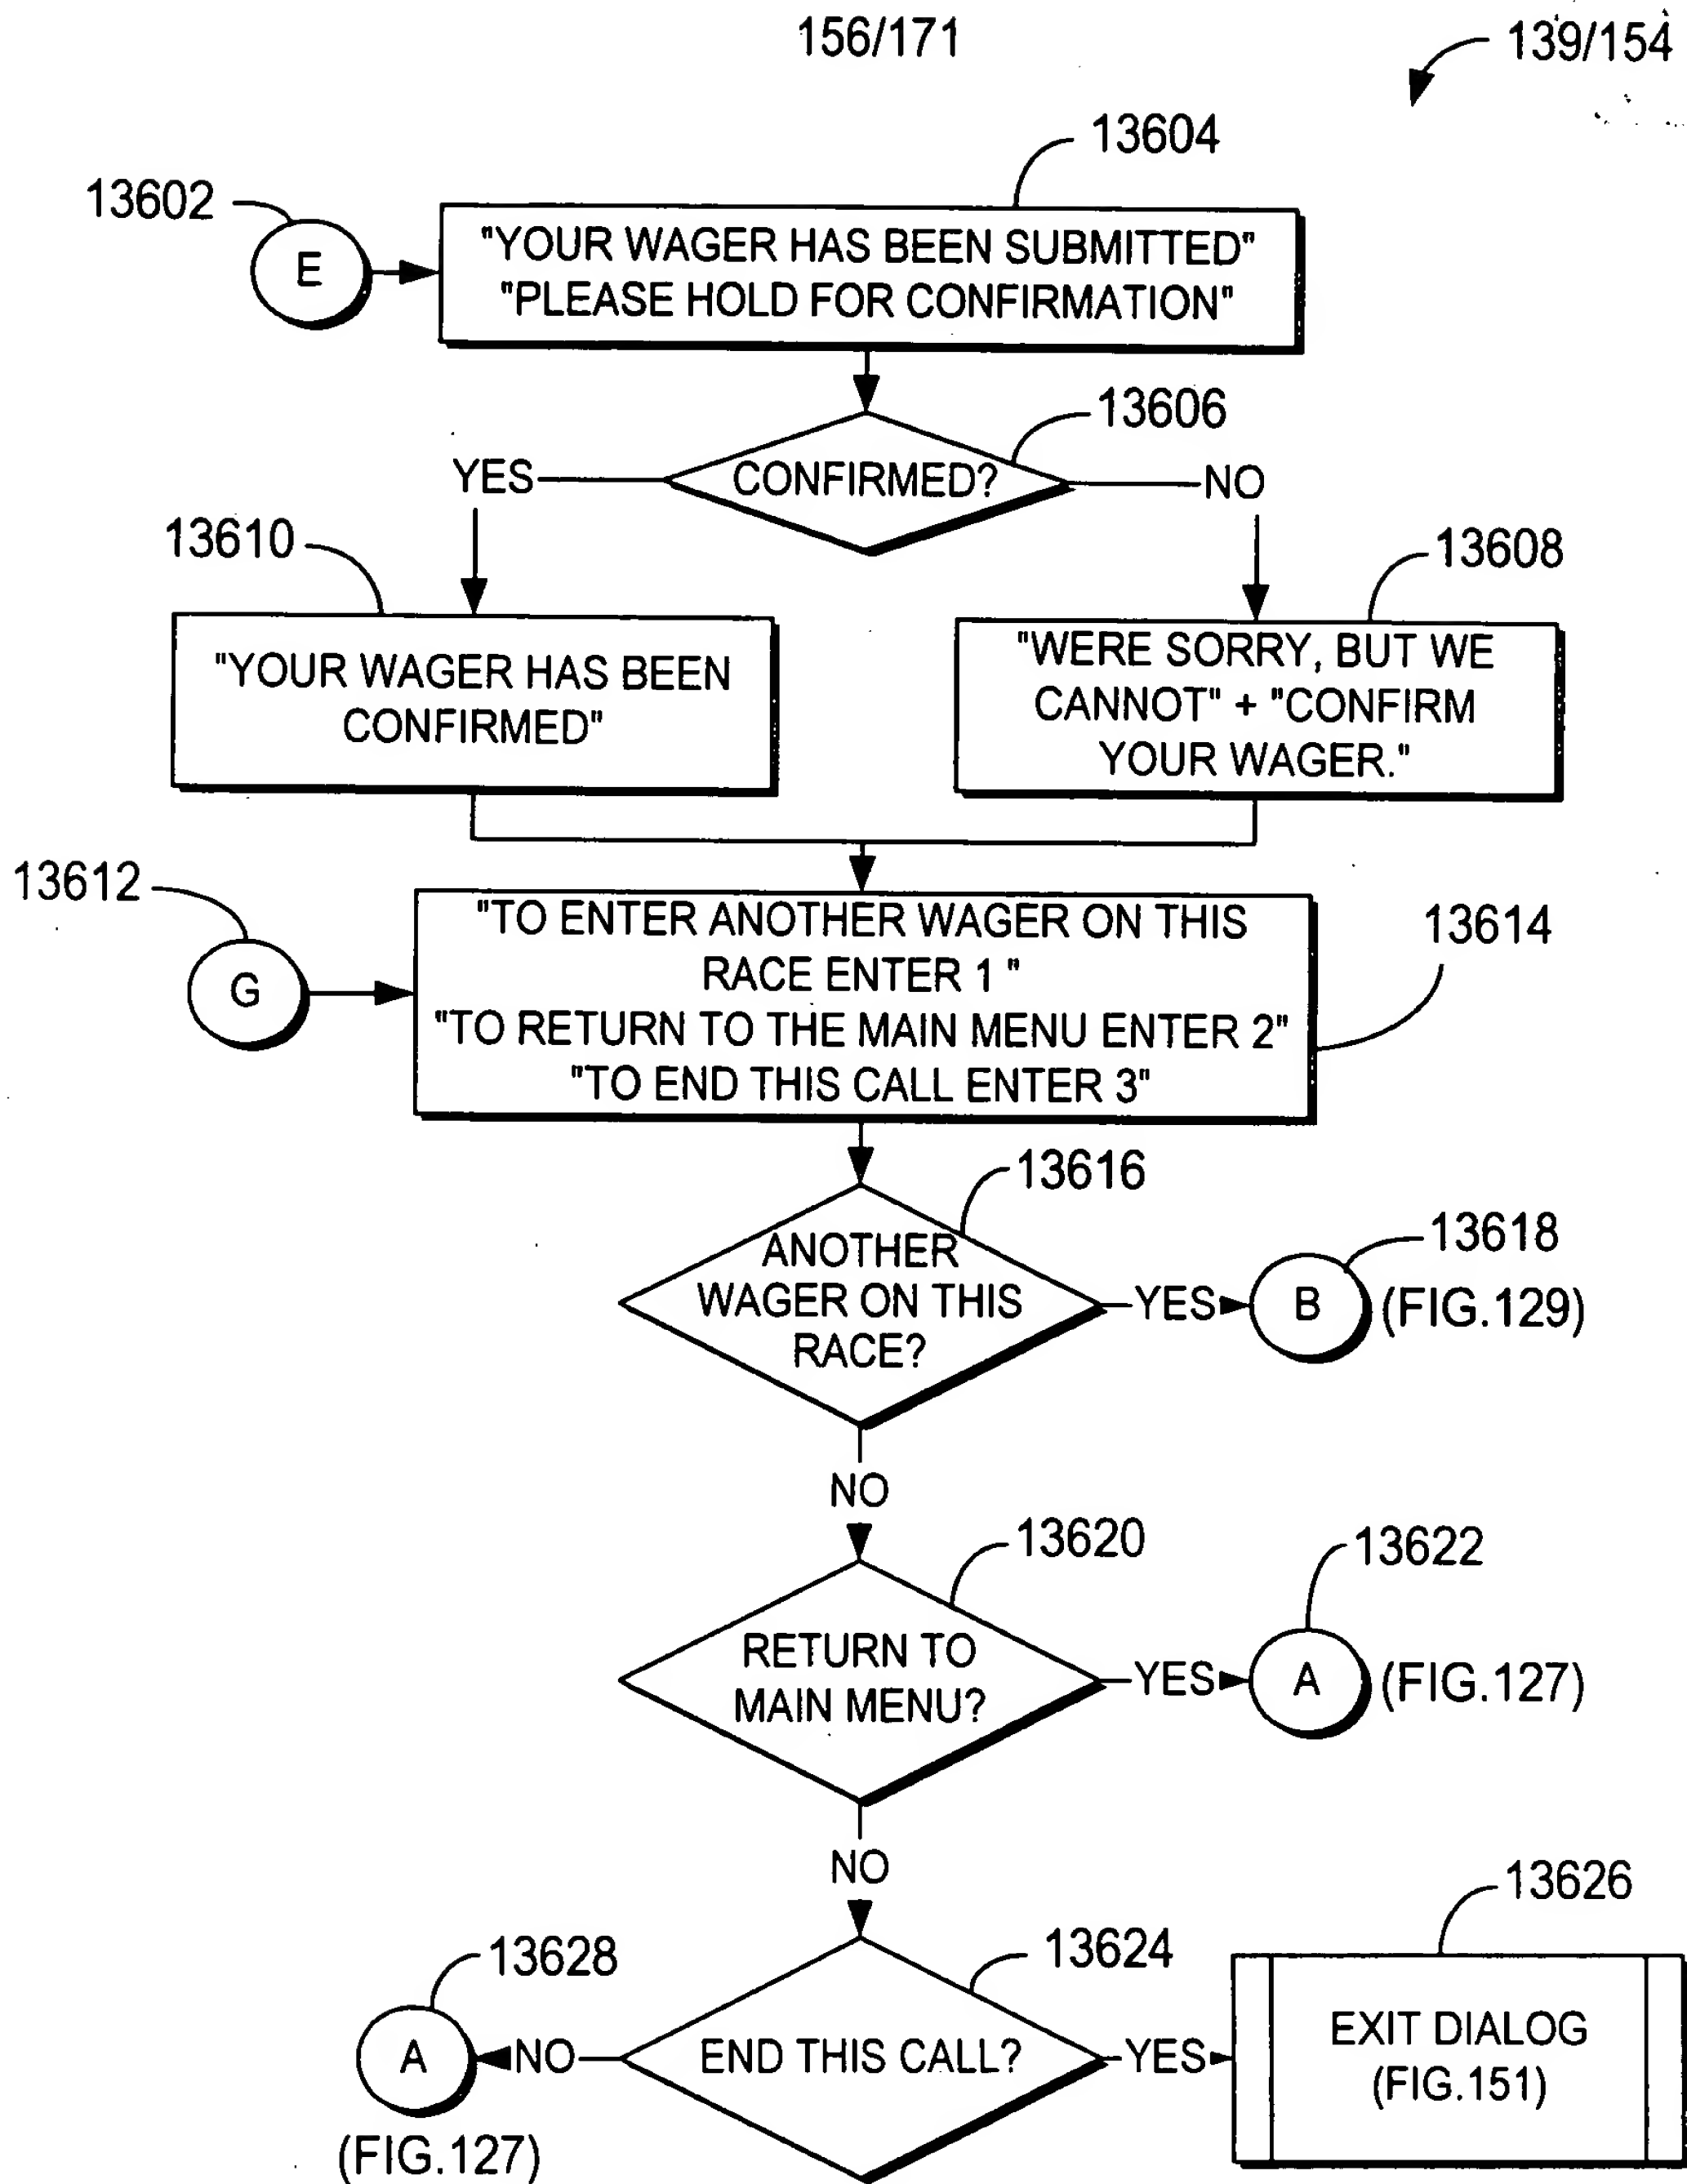 156/171
139/154
13604
13602
E
"YOUR WAGER HAS BEEN SUBMITTED"
"PLEASE HOLD FOR CONFIRMATION"
13606
YES
CONFIRMED?
NO
13610
13608
"YOUR WAGER HAS BEEN
CONFIRMED"
"WERE SORRY, BUT WE
CANNOT" + "CONFIRM
YOUR WAGER."
13612
G
"TO ENTER ANOTHER WAGER ON THIS
RACE ENTER 1 "
"TO RETURN TO THE MAIN MENU ENTER 2"
"TO END THIS CALL ENTER 3"
13614
13616
ANOTHER
WAGER ON THIS
RACE?
YES
13618
B
(FIG.129)
NO
13620
RETURN TO
MAIN MENU?
YES
13622
A
(FIG.127)
NO
13624
END THIS CALL?
13628
A
NO
(FIG.127)
YES
13626
EXIT DIALOG
(FIG.151)